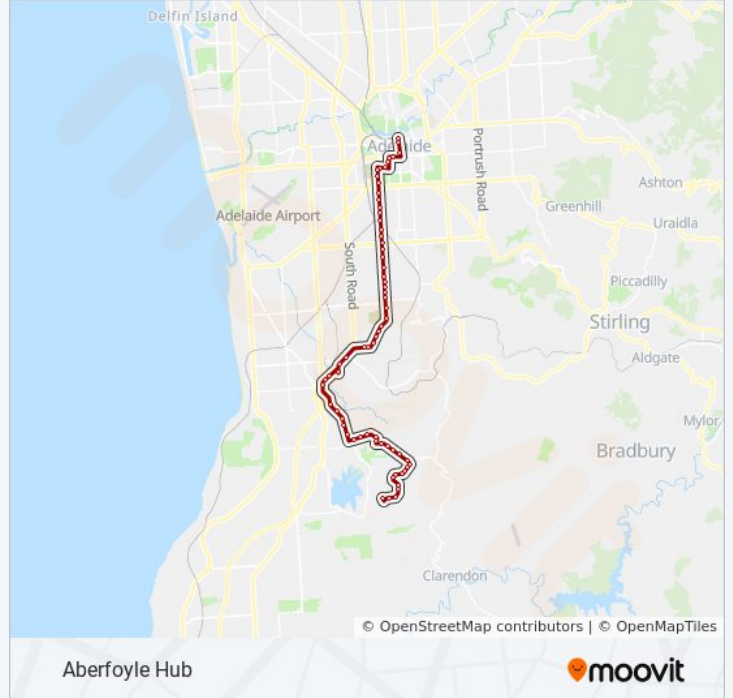 Delfin Island
Adelaide
Portrush Road
Ashton
Greenhill
Adelaide Airport
Uraidla
South Road
Piccadilly
Stirling
Aldgate
Mylor
Bradbury
Clarendon
© OpenStreetMap contributors | © OpenMapTiles
Aberfoyle Hub
moovit